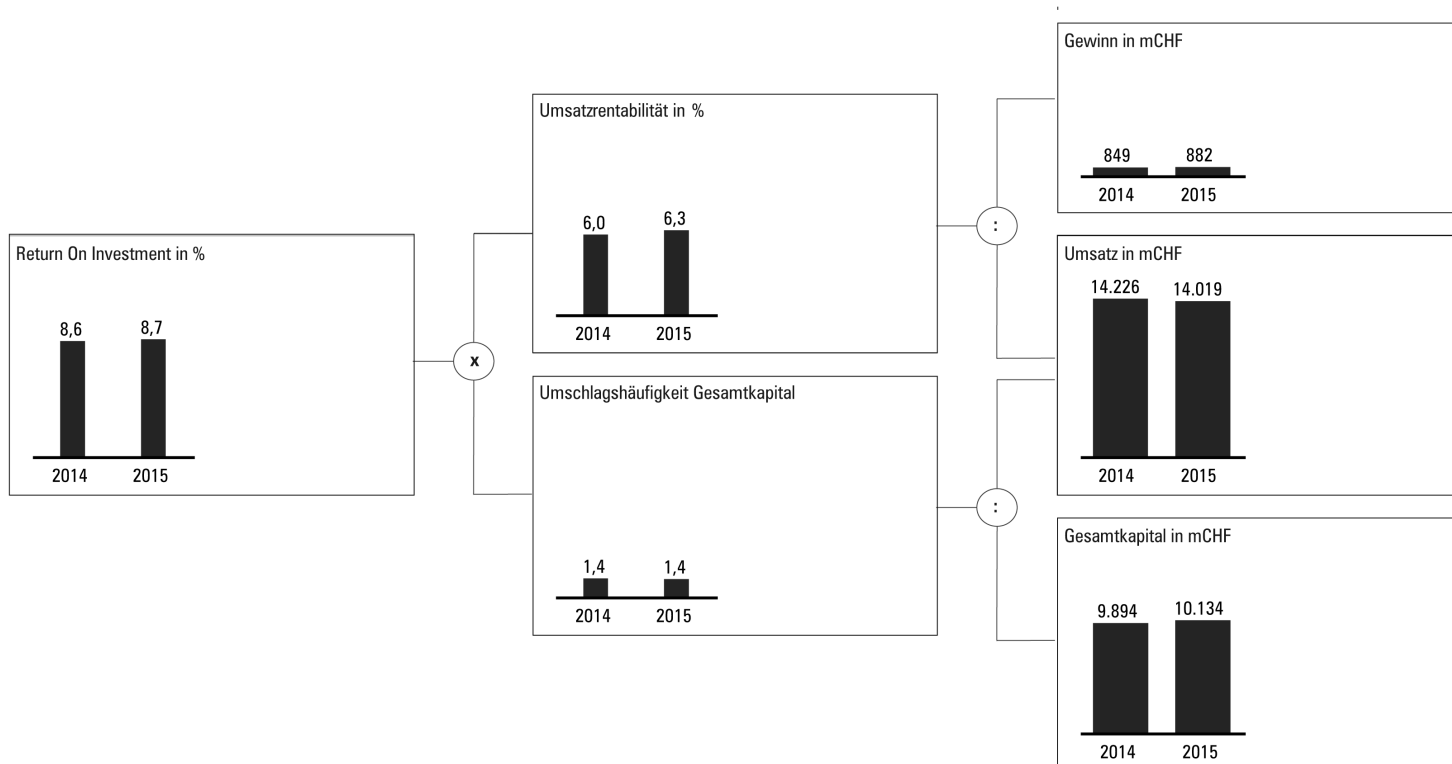 Gewinn in mCHF
849 882
2014 2015
Umsatzrentabilität in %
6,0 6,3
2014 2015
:
Return On Investment in %
8,6 8,7
2014 2015
x
Umsatz in mCHF
14.226 14.019
2014 2015
Umschlagshäufigkeit Gesamtkapital
1,4 1,4
2014 2015
:
Gesamtkapital in mCHF
9.894 10.134
2014 2015